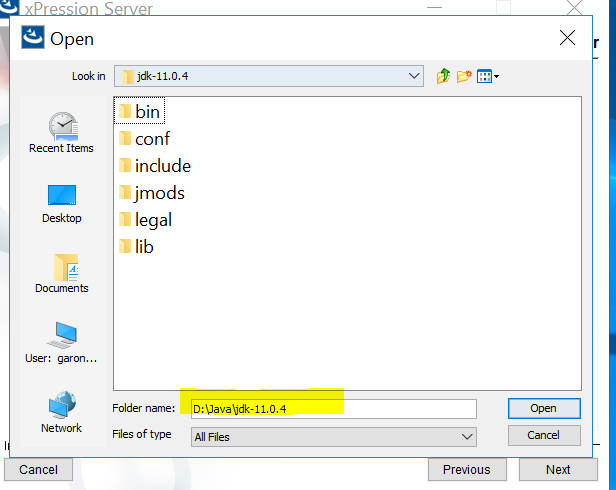 xPression Server
Open
r
Look in
jdk-11.0.4
bin
conf
include
jmods
legal
lib
Recent Items
Desktop
Documents
User: garon...
Network
Folder name: D:\Java\jdk-11.0.4
Open
Files of type
All Files
Cancel
Cancel
Previous
Next